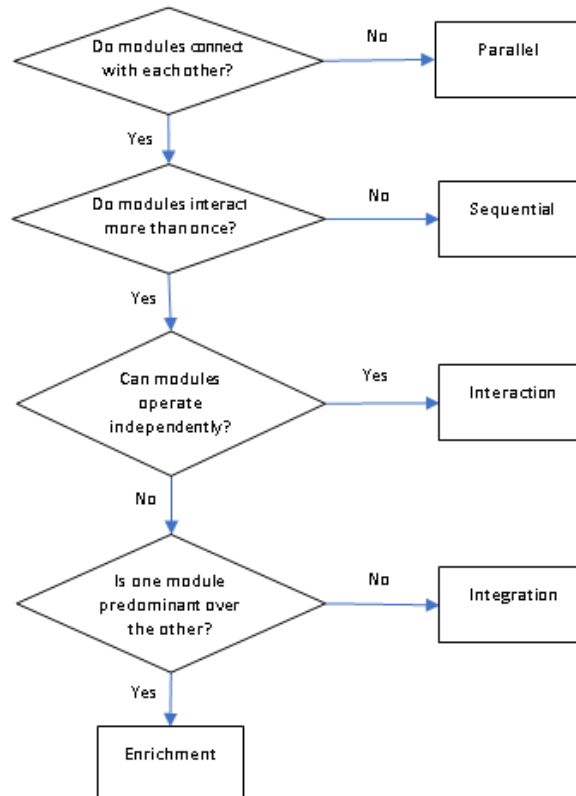 Do modules connect
with each other?
No
Parallel
Yes
Do modules interact
more than once?
No
Sequential
Yes
Can modules
operate
independently?
Yes
Interaction
No
Is one module
predominant over
the other?
No
Integration
Yes
Enrichment